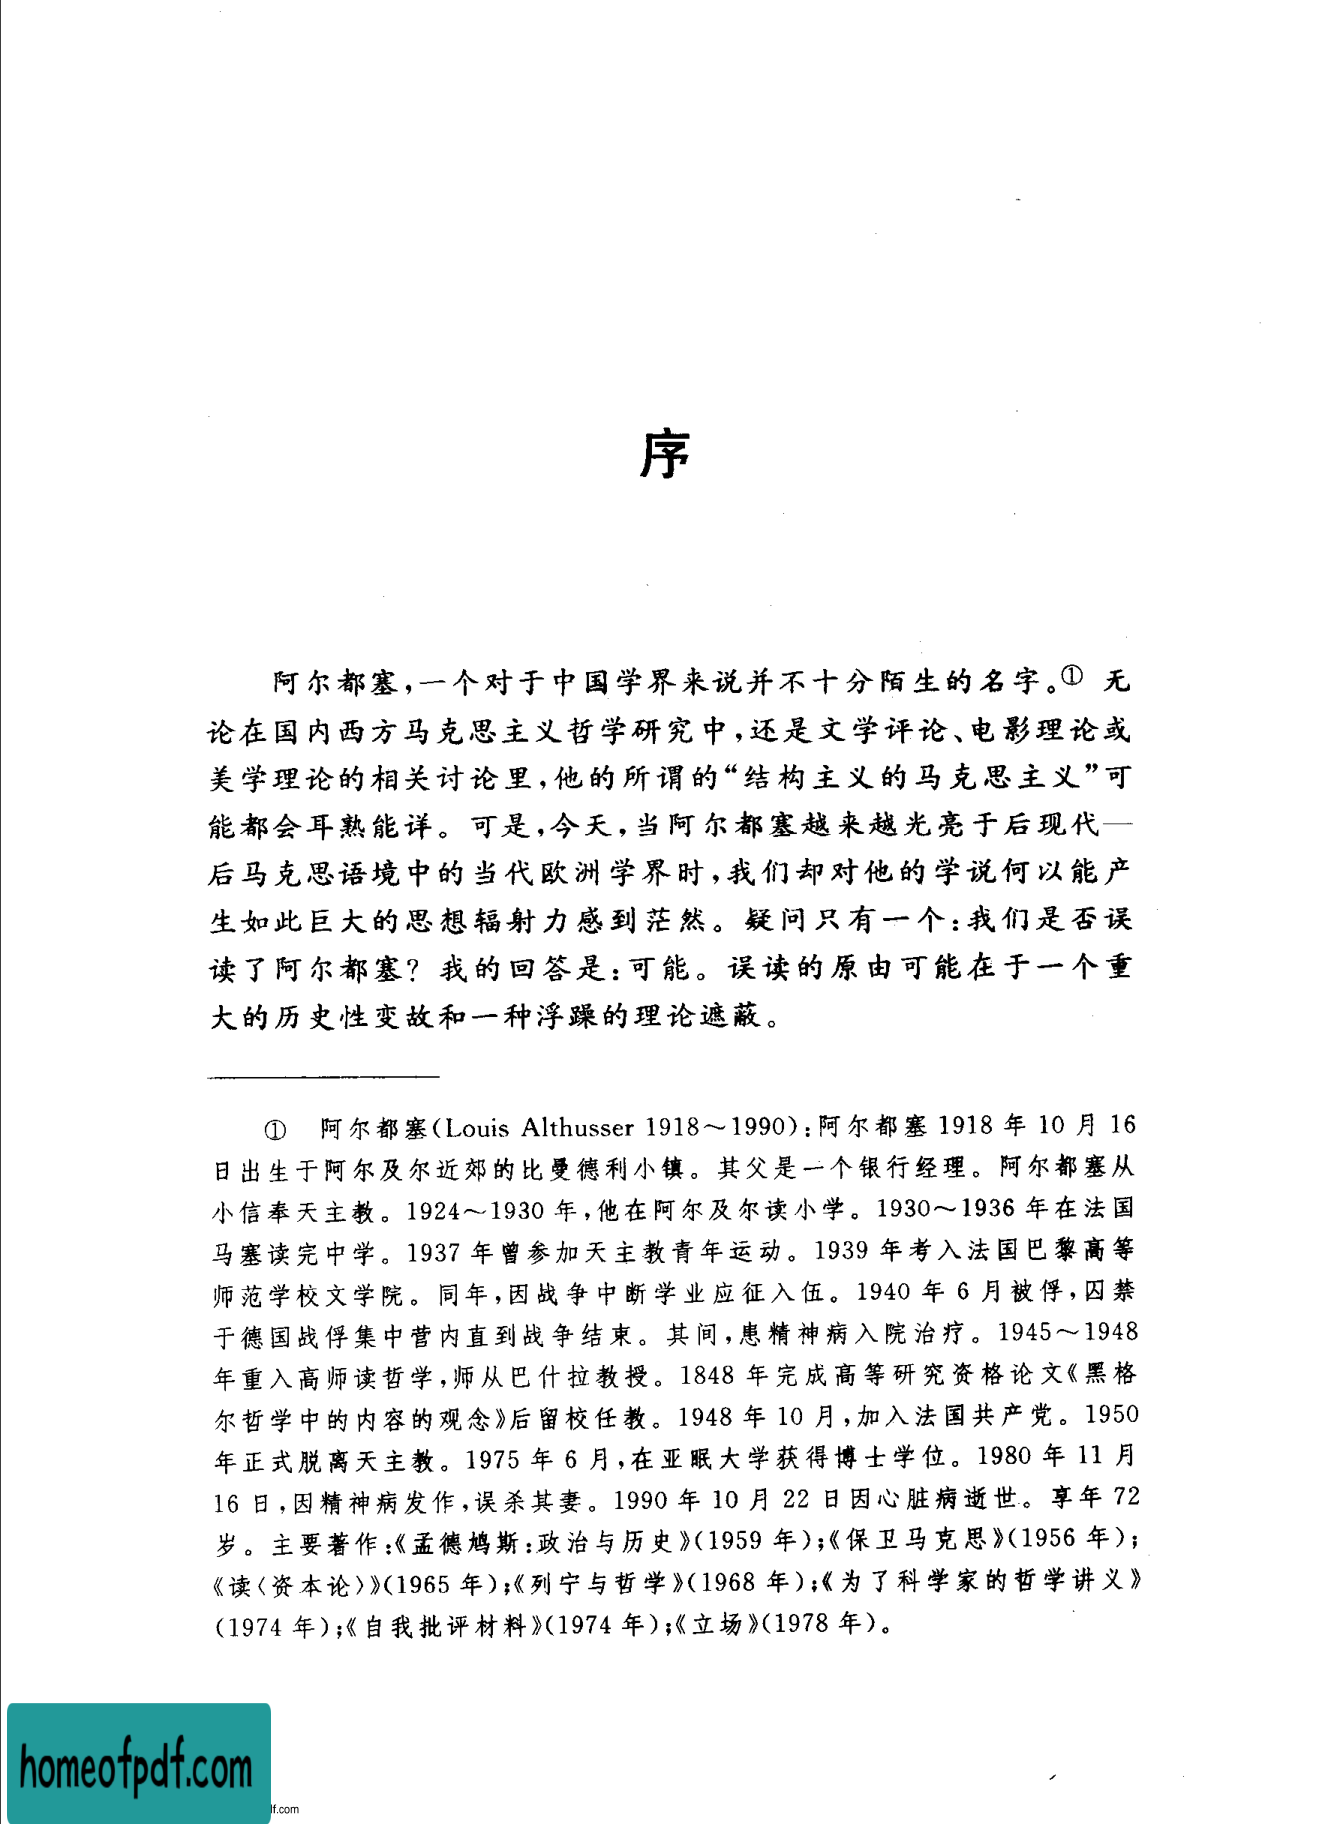 序
阿尔都塞,一个对于中国学界来说并不十分陌生的名字。① 无
论在国内西方马克思主义哲学研究中,还是文学评论、电影理论或
美学理论的相关讨论里,他的所谓的“结构主义的马克思主义”可
能都会耳熟能详。可是,今天,当阿尔都塞越来越光亮于后现代—
后马克思语境中的当代欧洲学界时,我们却对他的学说何以能产
生如此巨大的思想辐射力感到茫然。疑问只有一个:我们是否误
读了阿尔都塞? 我的回答是:可能。误读的原由可能在于一个重
大的历史性变故和一种浮躁的理论遮蔽。
① 阿尔都塞(Louis Althusser 1918～1990):阿尔都塞 1918 年 10 月 16
日出生于阿尔及尔近郊的比曼德利小镇。其父是一个银行经理。阿尔都塞从
小信奉天主教。1924～1930 年,他在阿尔及尔读小学。1930～1936 年在法国
马塞读完中学。1937 年曾参加天主教青年运动。1939 年考入法国巴黎高等
师范学校文学院。同年,因战争中断学业应征入伍。1940 年 6 月被俘,囚禁
于德国战俘集中营内直到战争结束。其间,患精神病入院治疗。1945～1948
年重入高师读哲学,师从巴什拉教授。1848 年完成高等研究资格论文《黑格
尔哲学中的内容的观念》后留校任教。1948 年 10 月,加入法国共产党。1950
年正式脱离天主教。1975 年 6 月,在亚眠大学获得博士学位。1980 年 11 月
16 日,因精神病发作,误杀其妻。1990 年 10 月 22 日因心脏病逝世。享年 72
岁。主要著作:《孟德鸠斯:政治与历史》(1959 年);《保卫马克思》(1956 年);
《读〈资本论〉》(1965 年);《列宁与哲学》(1968 年);《为了科学家的哲学讲义》
(1974 年);《自我批评材料》(1974 年);《立场》(1978 年)。
homeofpdf.com
lf.com